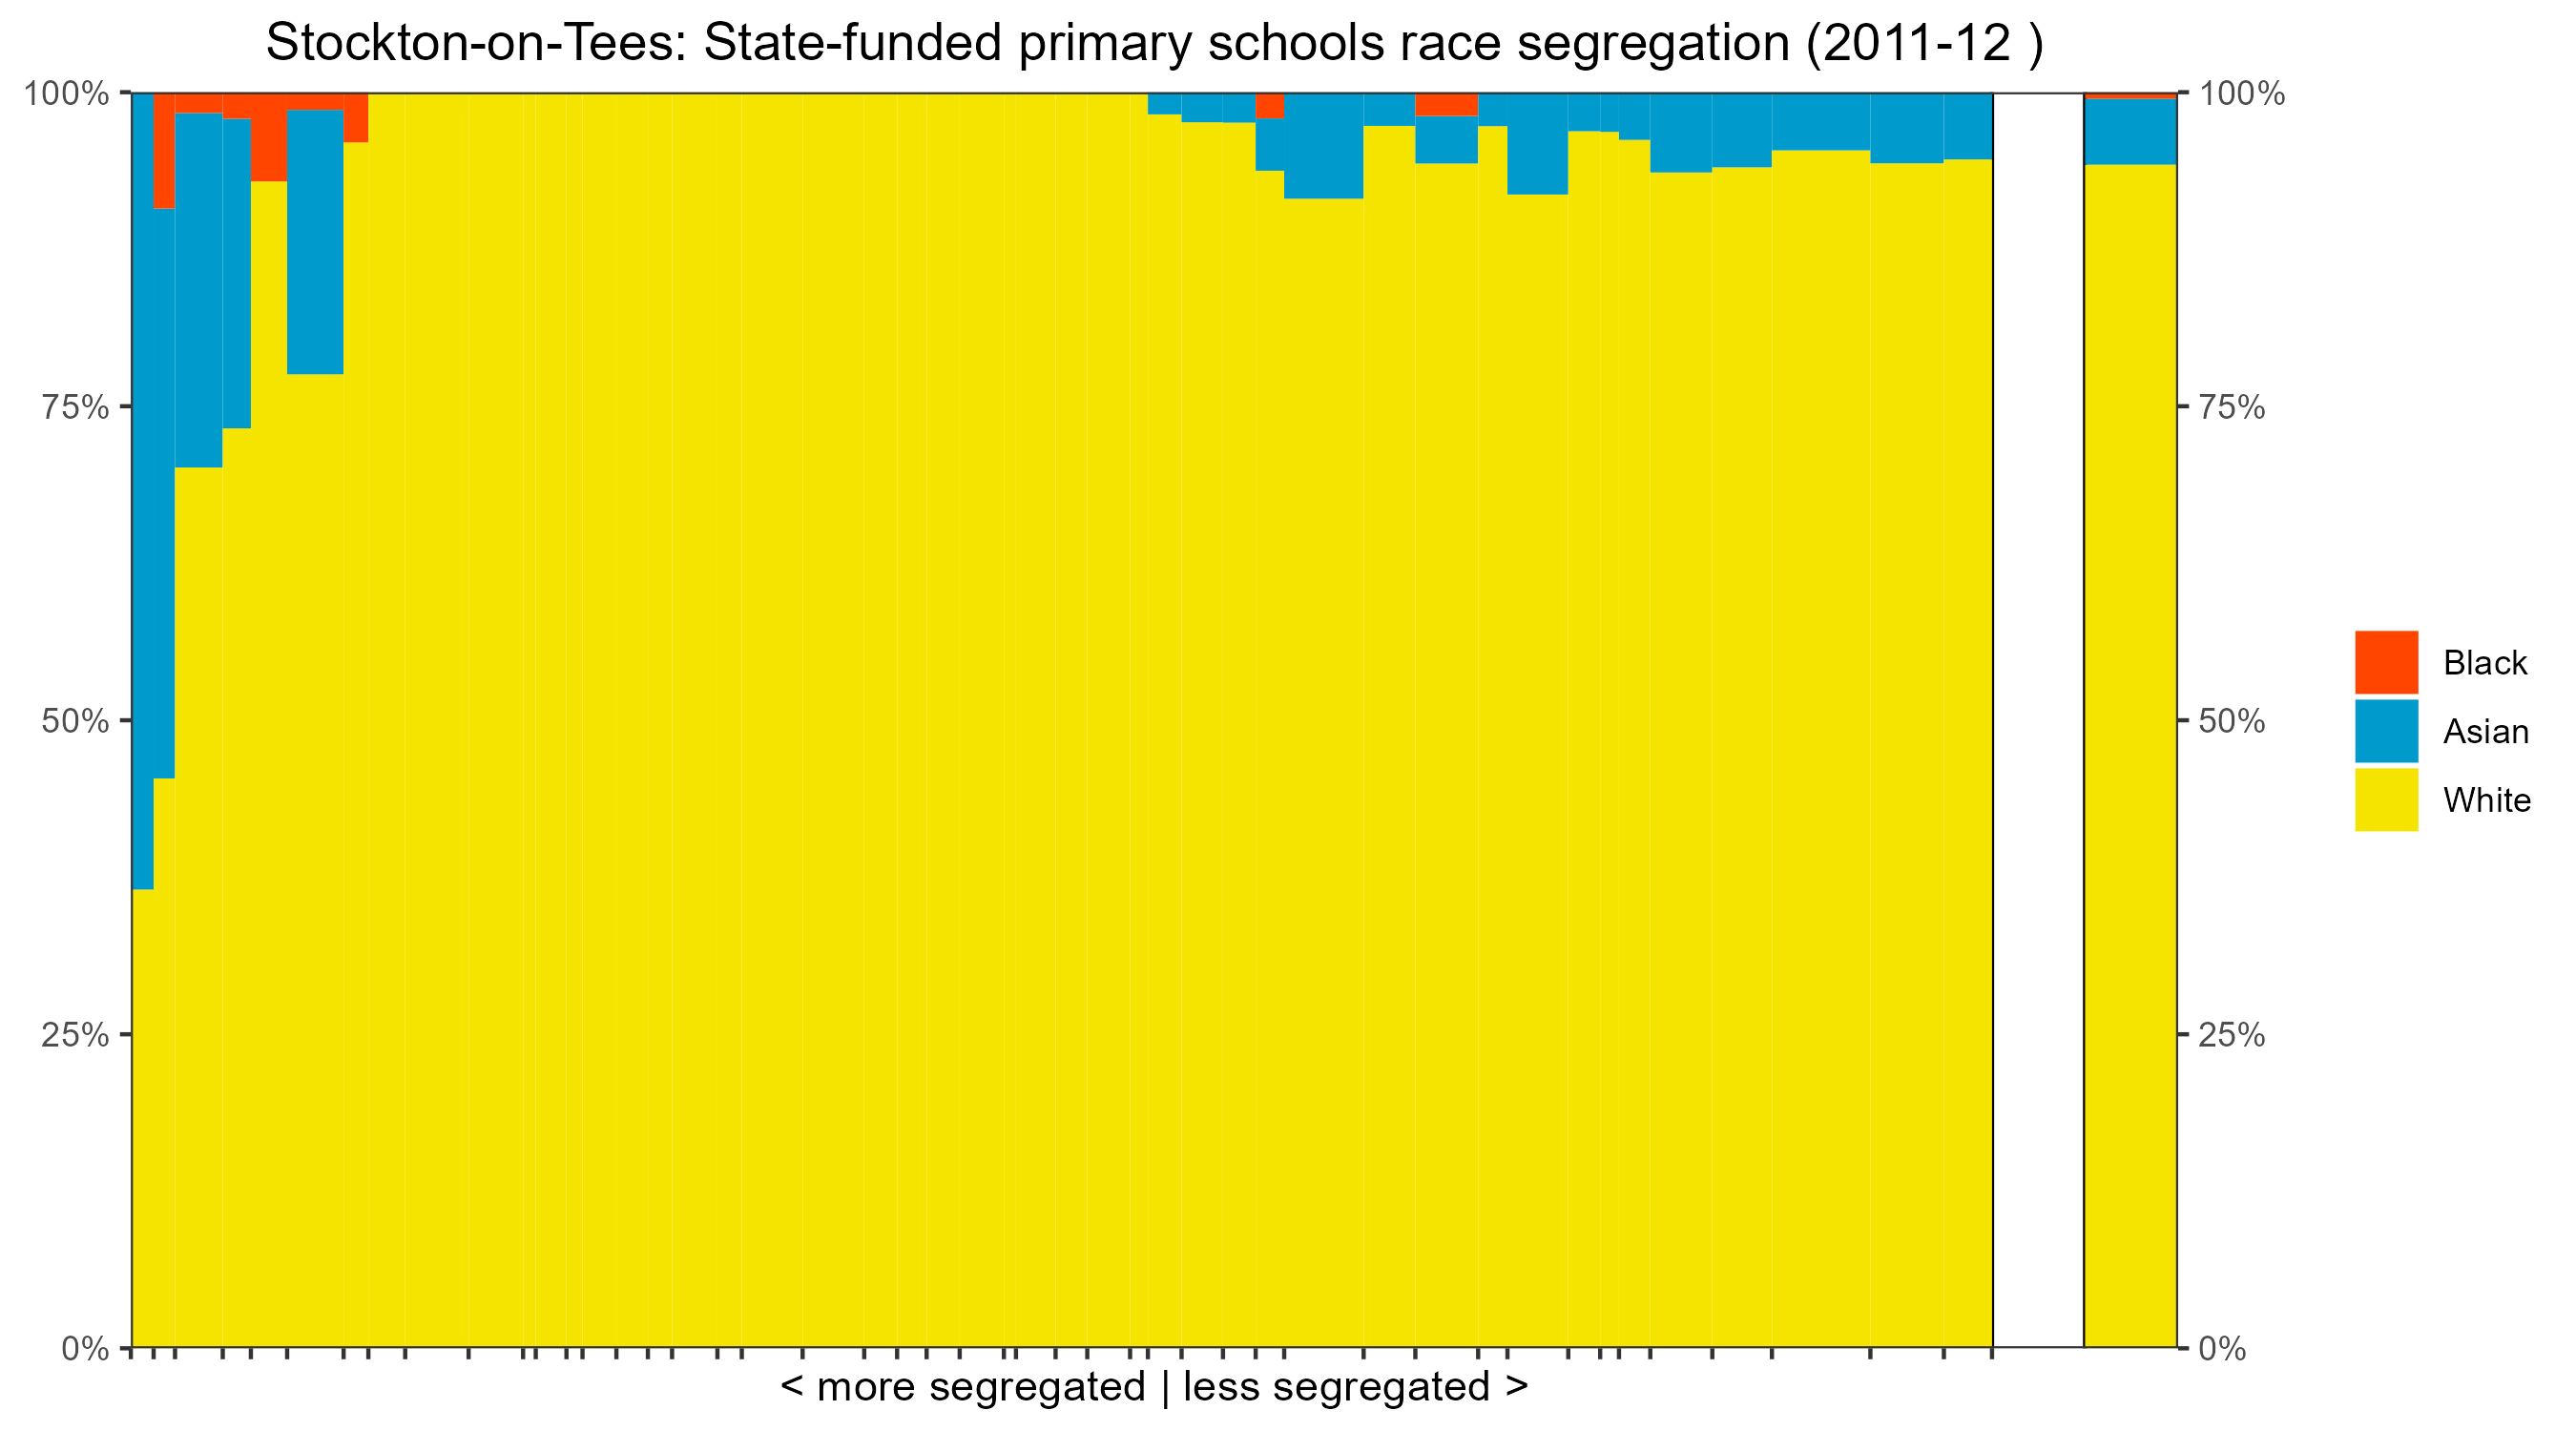 Stockton-on-Tees: State-funded primary schools race segregation (2011-12 )
100%
75%
50%
25%
0%
100%
75%
50%
25%
0%
Black
Asian
White
< more segregated | less segregated >